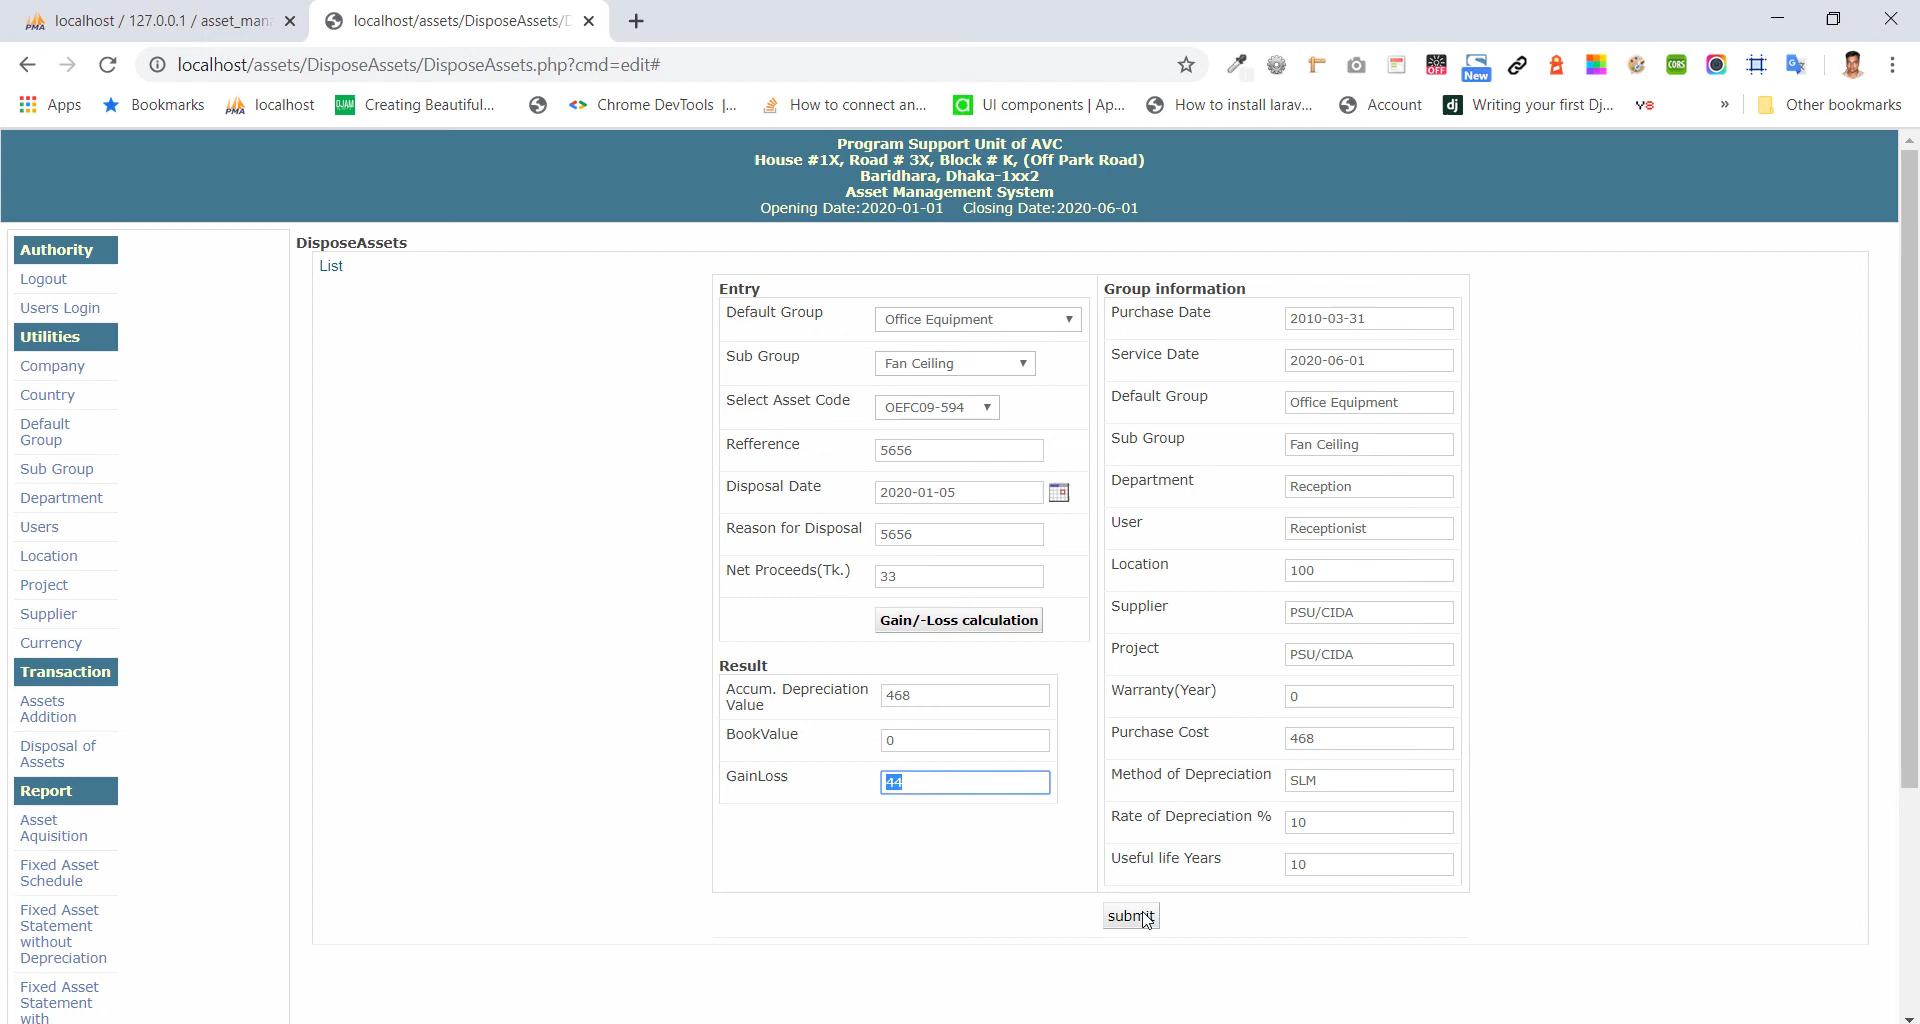 localhost / 127.0.0.1 / asset_mana
localhost/assets/DisposeAssets/D
localhost/assets/DisposeAssets/DisposeAssets.php?cmd=edit#
OFF
New
CORS
Apps
Bookmarks
PMA
localhost
DJAM
Creating Beautiful...
Chrome DevTools |...
How to connect an...
UI components | Ap...
How to install larav...
Account
dj
Writing your first Dj...
»
Other bookmarks
Program Support Unit of AVC
House #1X, Road # 3X, Block # K, (Off Park Road)
Baridhara, Dhaka-1xx2
Asset Management System
Opening Date:2020-01-01 Closing Date:2020-06-01
Authority
Logout
Users Login
Utilities
Company
Country
Default
Group
Sub Group
Department
Users
Location
Project
Supplier
Currency
Transaction
Assets
Addition
Disposal of
Assets
Report
Asset
Aquisition
Fixed Asset
Schedule
Fixed Asset
Statement
without
Depreciation
Fixed Asset
Statement
with
DisposeAssets
List
Entry
Default Group Office Equipment
Sub Group Fan Ceiling
Select Asset Code OEFC09-594
Refference 5656
Disposal Date 2020-01-05
Reason for Disposal 5656
Net Proceeds(Tk.) 33
Gain/-Loss calculation
Result
Accum. Depreciation
Value 468
BookValue 0
GainLoss 44
Group information
Purchase Date 2010-03-31
Service Date 2020-06-01
Default Group Office Equipment
Sub Group Fan Ceiling
Department Reception
User Receptionist
Location 100
Supplier PSU/CIDA
Project PSU/CIDA
Warranty(Year) 0
Purchase Cost 468
Method of Depreciation SLM
Rate of Depreciation % 10
Useful life Years 10
submit